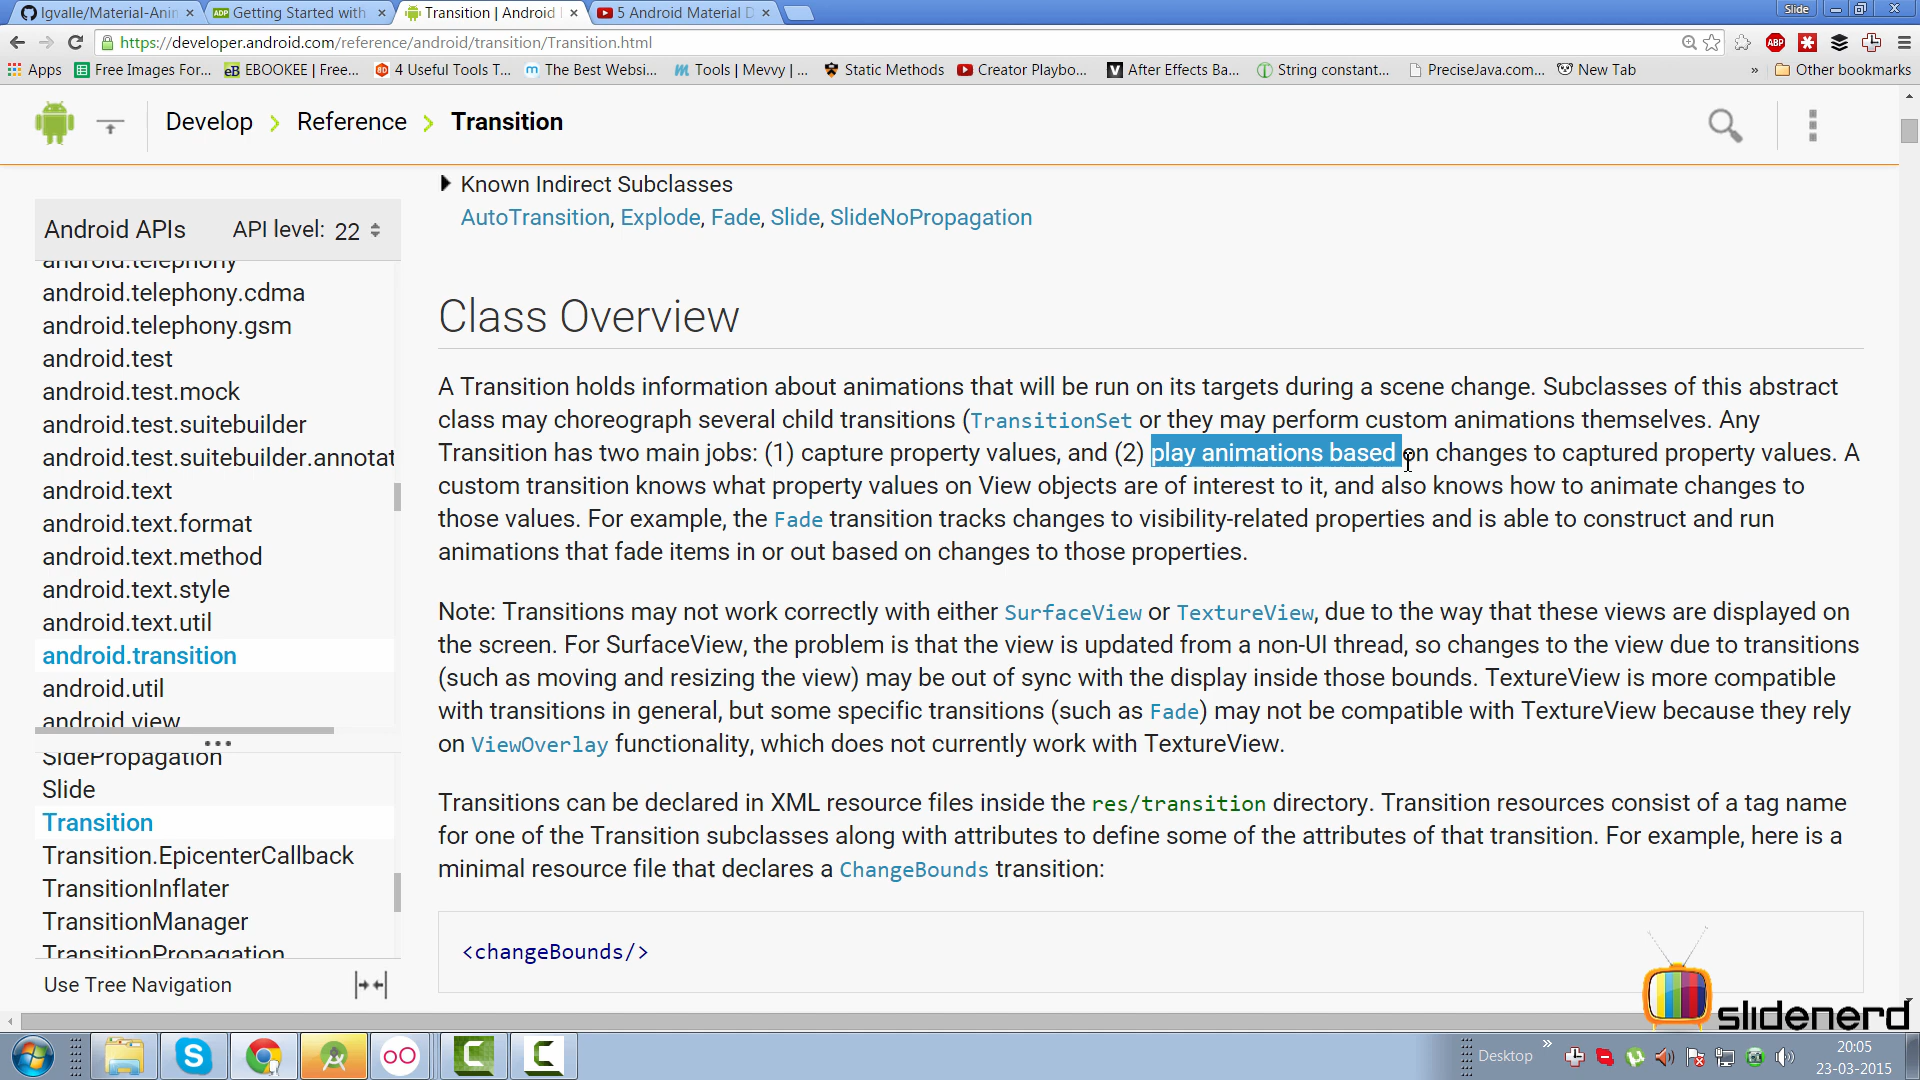 lgvalle/Material-Anim
Getting Started with
Transition | Android
5 Android Material D
Slide
https://developer.android.com/reference/android/transition/Transition.html
ABP
Apps
Free Images For...
eB EBOOKEE | Free...
4 Useful Tools T...
The Best Websi...
Tools | Mevvy | ...
Static Methods
Creator Playbo...
After Effects Ba...
String constant...
PreciseJava.com...
New Tab
»
Other bookmarks
Develop
Reference
Transition
Android APIs
API level: 22
android.telephony
android.telephony.cdma
android.telephony.gsm
android.test
android.test.mock
android.test.suitebuilder
android.test.suitebuilder.annotat
android.text
android.text.format
android.text.method
android.text.style
android.text.util
android.transition
android.util
android.view
SidePropagation
Slide
Transition
Transition.EpicenterCallback
TransitionInflater
TransitionManager
TransitionPropagation
Use Tree Navigation
Known Indirect Subclasses
AutoTransition, Explode, Fade, Slide, SlideNoPropagation
Class Overview
A Transition holds information about animations that will be run on its targets during a scene change. Subclasses of this abstract
class may choreograph several child transitions (TransitionSet or they may perform custom animations themselves. Any
Transition has two main jobs: (1) capture property values, and (2) play animations based on changes to captured property values. A
custom transition knows what property values on View objects are of interest to it, and also knows how to animate changes to
those values. For example, the Fade transition tracks changes to visibility-related properties and is able to construct and run
animations that fade items in or out based on changes to those properties.
Note: Transitions may not work correctly with either SurfaceView or TextureView, due to the way that these views are displayed on
the screen. For SurfaceView, the problem is that the view is updated from a non-UI thread, so changes to the view due to transitions
(such as moving and resizing the view) may be out of sync with the display inside those bounds. TextureView is more compatible
with transitions in general, but some specific transitions (such as Fade) may not be compatible with TextureView because they rely
on ViewOverlay functionality, which does not currently work with TextureView.
Transitions can be declared in XML resource files inside the res/transition directory. Transition resources consist of a tag name
for one of the Transition subclasses along with attributes to define some of the attributes of that transition. For example, here is a
minimal resource file that declares a ChangeBounds transition:
<changeBounds/>
slidenerd
Desktop
»
20:05
23-03-2015